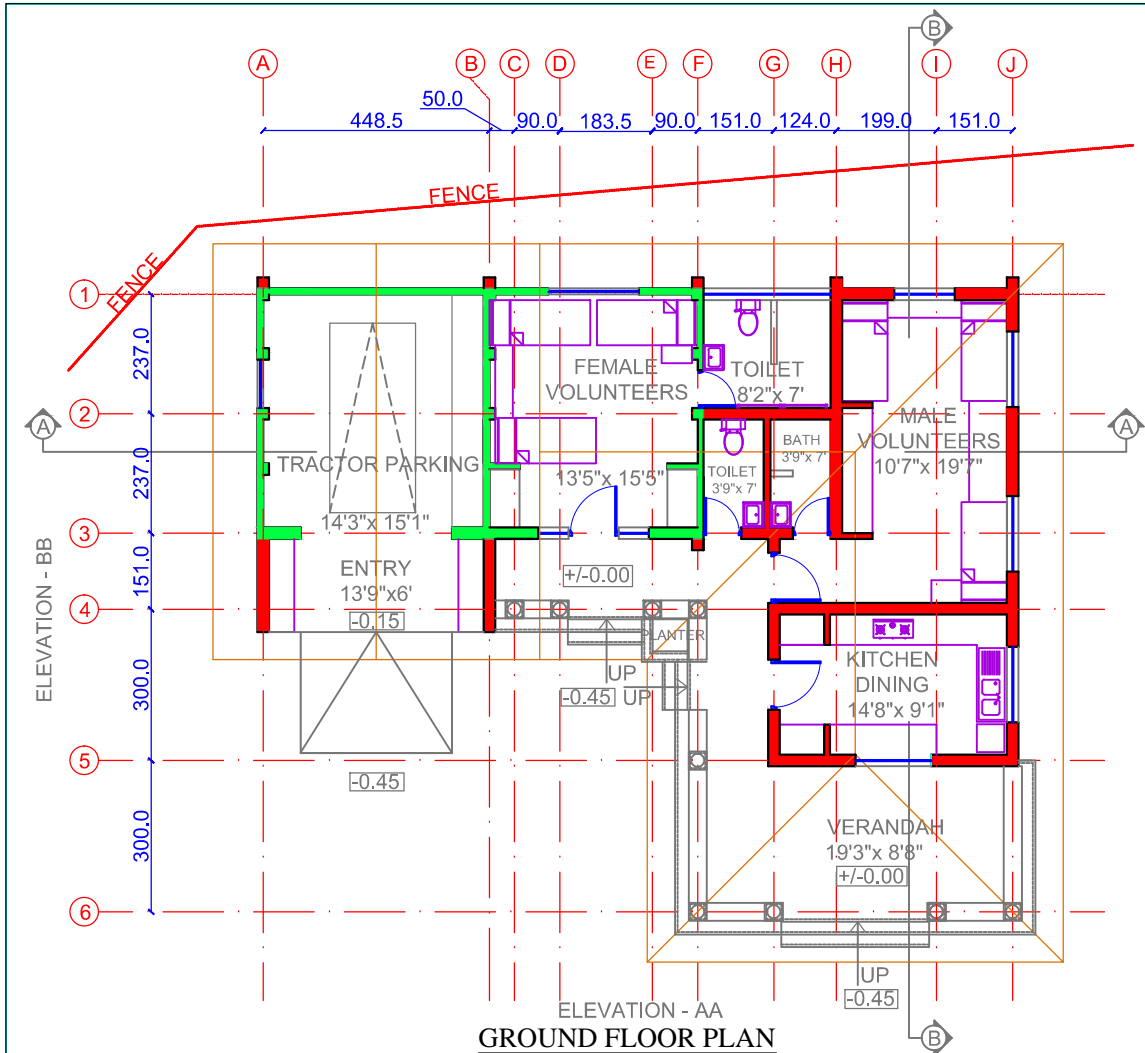 B
A B C D E F G H I J
50.0
448.5 90.0 183.5 90.0 151.0 124.0 199.0 151.0
FENCE
FENCE
1
237.0
FEMALE
VOLUNTEERS
TOILET
8'2"x 7'
2
A
MALE
VOLUNTEERS
10'7"x 19'7"
A
BATH
3'9"x 7'
TOILET
3'9"x 7'
237.0
TRACTOR PARKING
14'3"x 15'1"
13'5"x 15'5"
3
151.0
ENTRY
13'9"x6'
-0.15
+/-0.00
4
PLANTER
UP
-0.45 UP
ELEVATION - BB
300.0
KITCHEN
DINING
14'8"x 9'1"
5
-0.45
300.0
VERANDAH
19'3"x 8'8"
+/-0.00
6
UP
-0.45
ELEVATION - AA
GROUND FLOOR PLAN
B